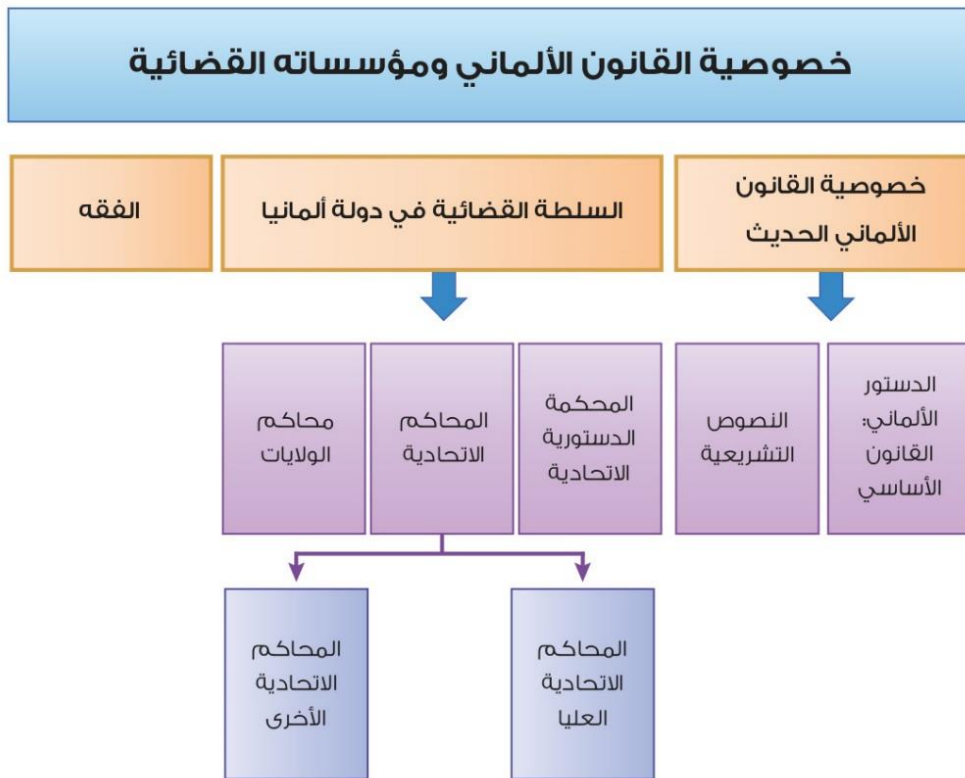 خصوصية القانون الألماني ومؤسساته القضائية
خصوصية القانون
الألماني الحديث
السلطة القضائية في دولة ألمانيا
الفقه
الدستور
الألماني:
القانون
الأساسي
النصوص
التشريعية
المحكمة
الدستورية
الاتحادية
المحاكم
الاتحادية
محاكم
الولايات
المحاكم
الاتحادية
العليا
المحاكم
الاتحادية
الأخرى